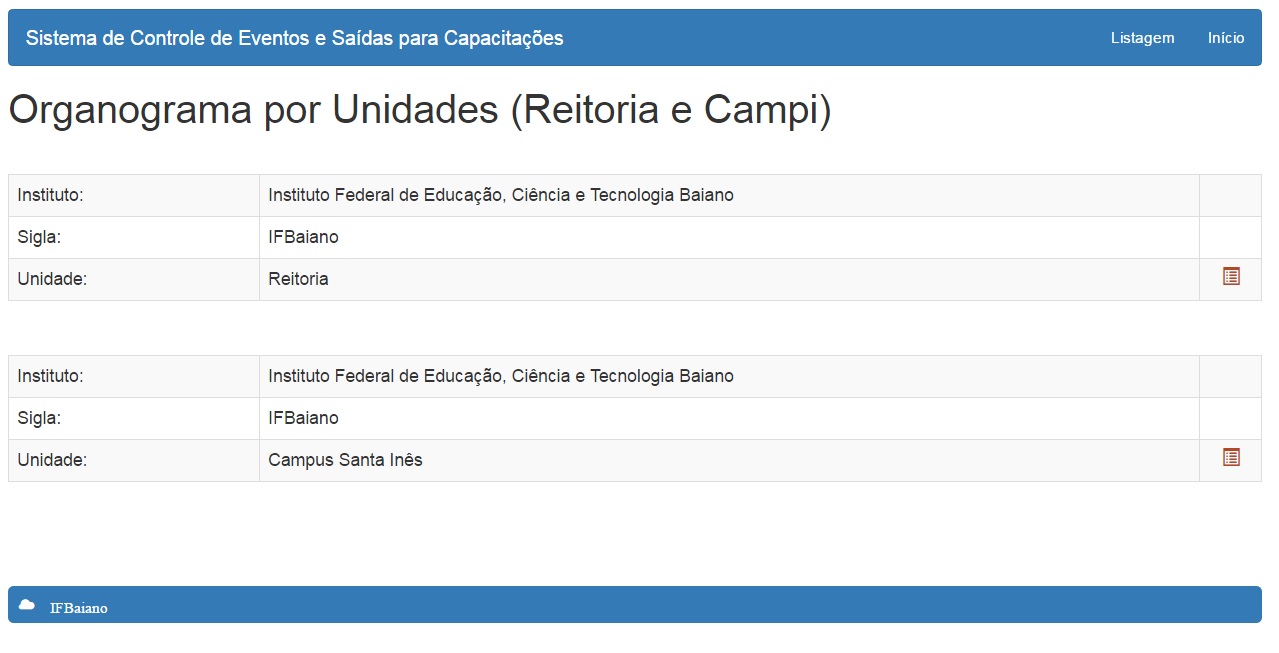 Sistema de Controle de Eventos e Saídas para Capacitações Listagem Início
Organograma por Unidades (Reitoria e Campi)
Instituto: Instituto Federal de Educação, Ciência e Tecnologia Baiano
Sigla: IFBaiano
Unidade: Reitoria
Instituto: Instituto Federal de Educação, Ciência e Tecnologia Baiano
Sigla: IFBaiano
Unidade: Campus Santa Inês
IFBaiano